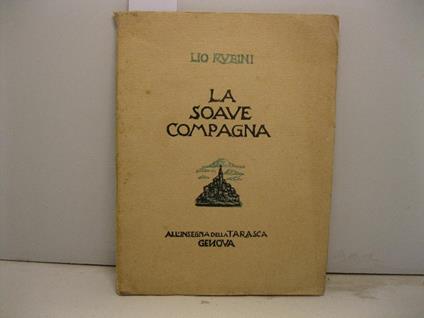 LIO RUBINI
LA
SOAVE
COMPAGNA
ALL'INSEGNA DELLA TARASCA
GENOVA